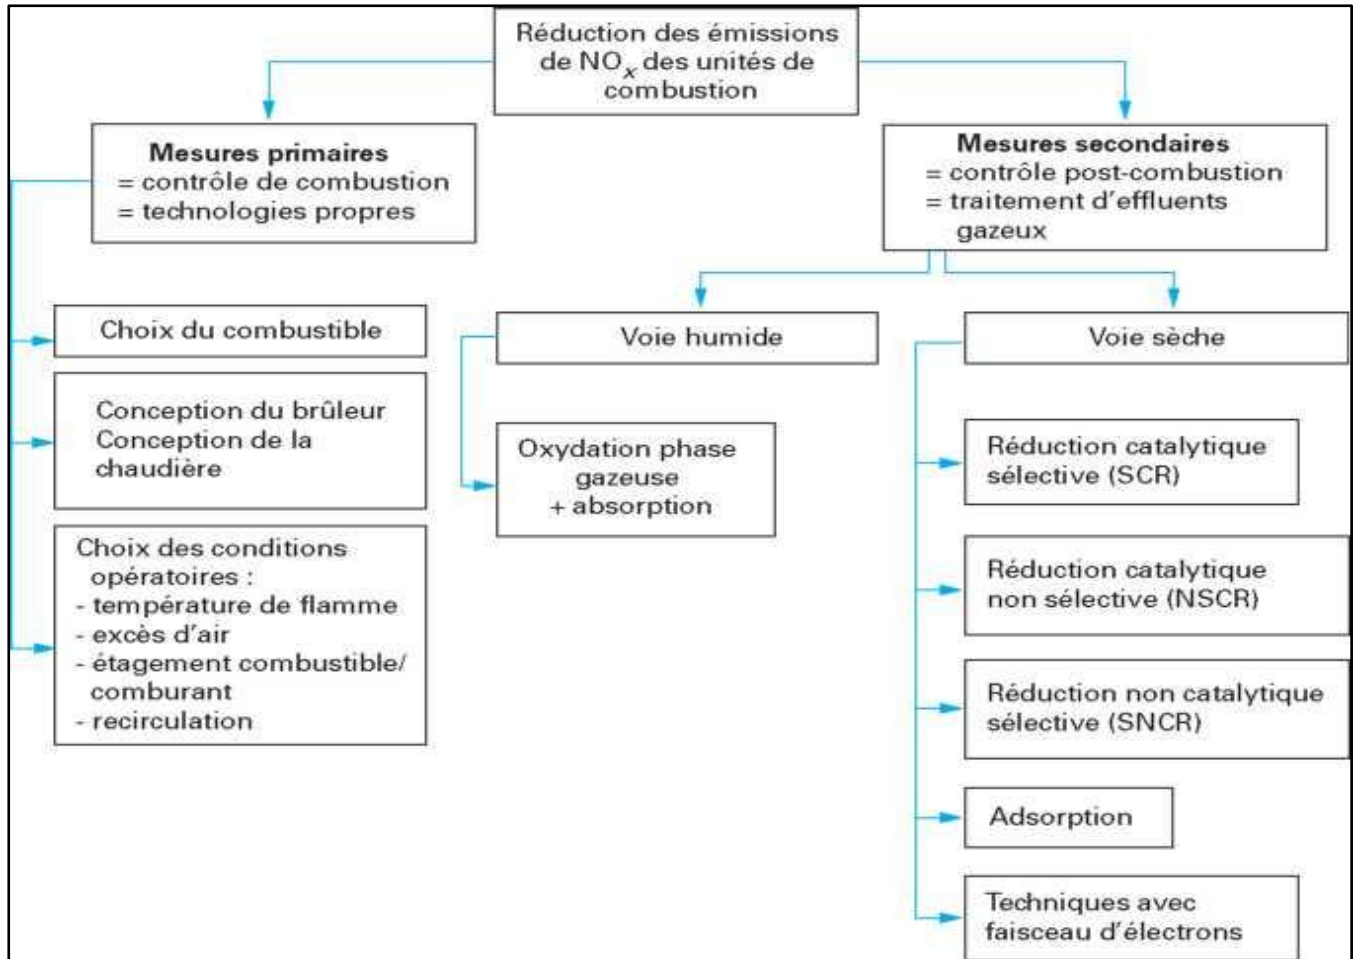 Réduction des émissions
de NOx des unités de
combustion
Mesures primaires
= contrôle de combustion
= technologies propres
Mesures secondaires
= contrôle post-combustion
= traitement d'effluents
gazeux
Choix du combustible
Conception du brûleur
Conception de la
chaudière
Choix des conditions
opératoires :
- température de flamme
- excès d'air
- étagement combustible/
comburant
- recirculation
Voie humide
Oxydation phase
gazeuse
+ absorption
Voie sèche
Réduction catalytique
sélective (SCR)
Réduction catalytique
non sélective (NSCR)
Réduction non catalytique
sélective (SNCR)
Adsorption
Techniques avec
faisceau d'électrons